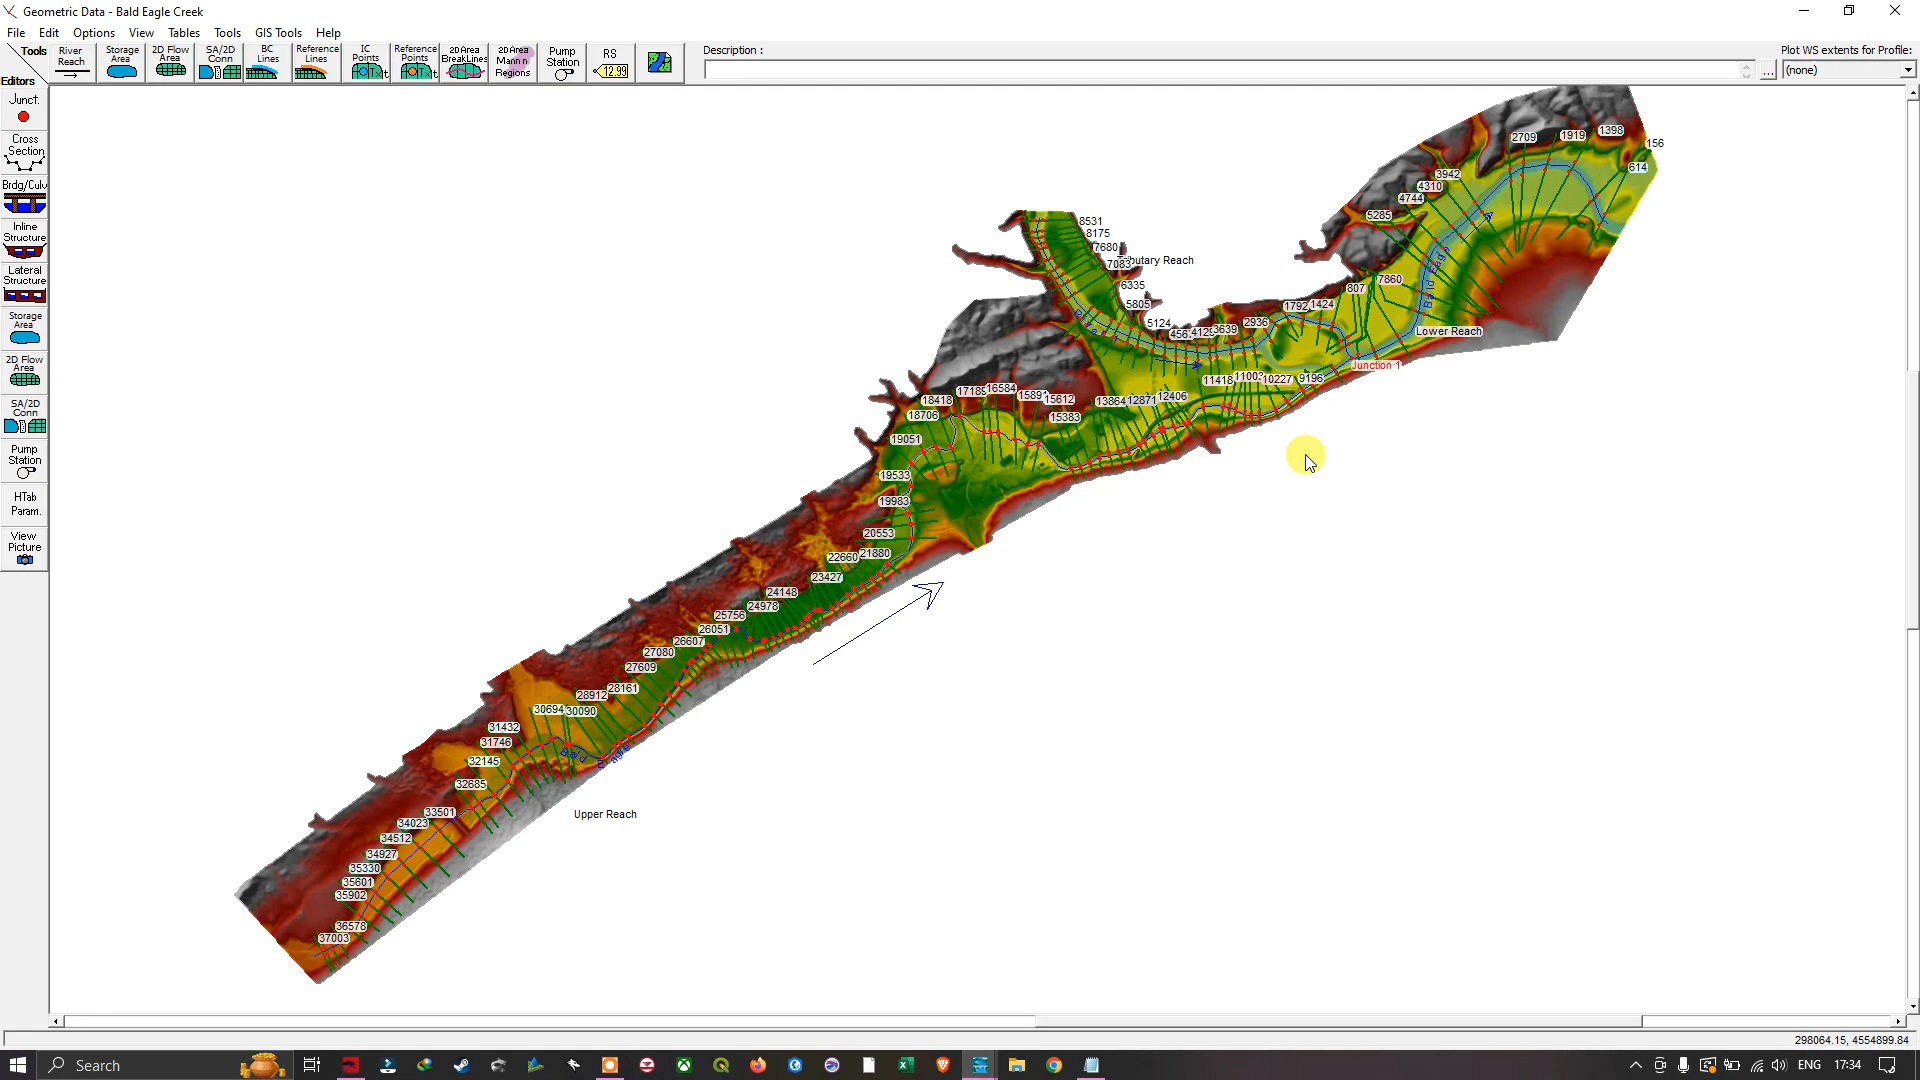 Geometric Data - Bald Eagle Creek
File Edit Options View Tables Tools GIS Tools Help
Tools
Editors
River Reach
Storage Area
2D Flow Area
SA/2D Conn
BC Lines
Reference Lines
IC Points
Reference Points
2D Area BreakLines
2D Area Mann n Regions
Pump Station
RS
12.99
Description :
...
Plot WS extents for Profile:
(none)
Junct.
Cross Section
Brdg/Culv
Inline Structure
Lateral Structure
Storage Area
2D Flow Area
SA/2D Conn
Pump Station
HTab Param.
View Picture
2709
1919
1398
156
614
3942
4310
4744
5285
8531
8175
7680
7083
Tributary Reach
6335
5805
5124
3639
2936
1792
1424
807
7860
Bald Eagle
Lower Reach
Junction 1
11418
11003
10227
9196
17189
16584
15891
15612
15383
13864
12871
12406
18418
18706
19051
19533
19983
20553
21880
22660
23427
24148
24978
25756
26051
26607
27080
27609
28161
28912
30694
30090
31432
31746
32145
32685
33501
34023
34512
34927
35330
35601
35902
36578
37003
Bald Eagle
Upper Reach
298064.15, 4554899.84
Search
ENG
17:34